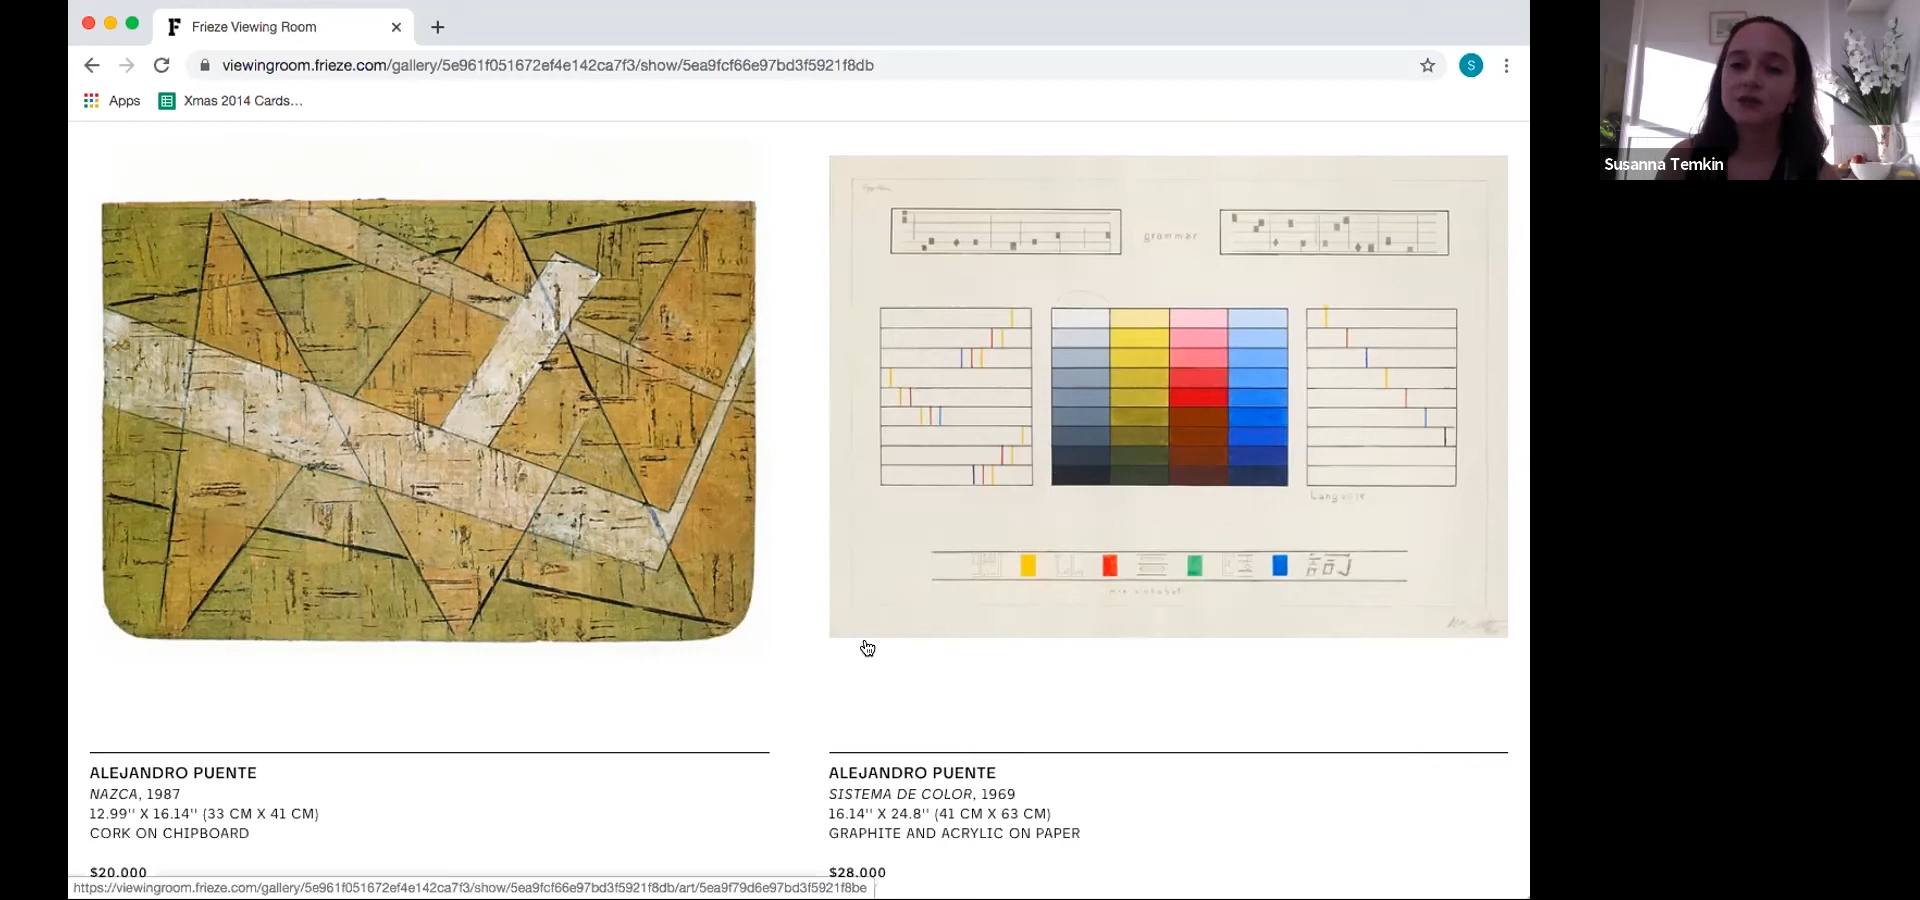 Frieze Viewing Room
viewingroom.frieze.com/gallery/5e961f051672ef4e142ca7f3/show/5ea9fcf66e97bd3f5921f8db
S
Apps
Xmas 2014 Cards...
Susanna Temkin
grammar
Language
ALEJANDRO PUENTE
NAZCA, 1987
12.99'' X 16.14'' (33 CM X 41 CM)
CORK ON CHIPBOARD
$20.000
ALEJANDRO PUENTE
SISTEMA DE COLOR, 1969
16.14'' X 24.8'' (41 CM X 63 CM)
GRAPHITE AND ACRYLIC ON PAPER
$28.000
https://viewingroom.frieze.com/gallery/5e961f051672ef4e142ca7f3/show/5ea9fcf66e97bd3f5921f8db/art/5ea9f79d6e97bd3f5921f8be